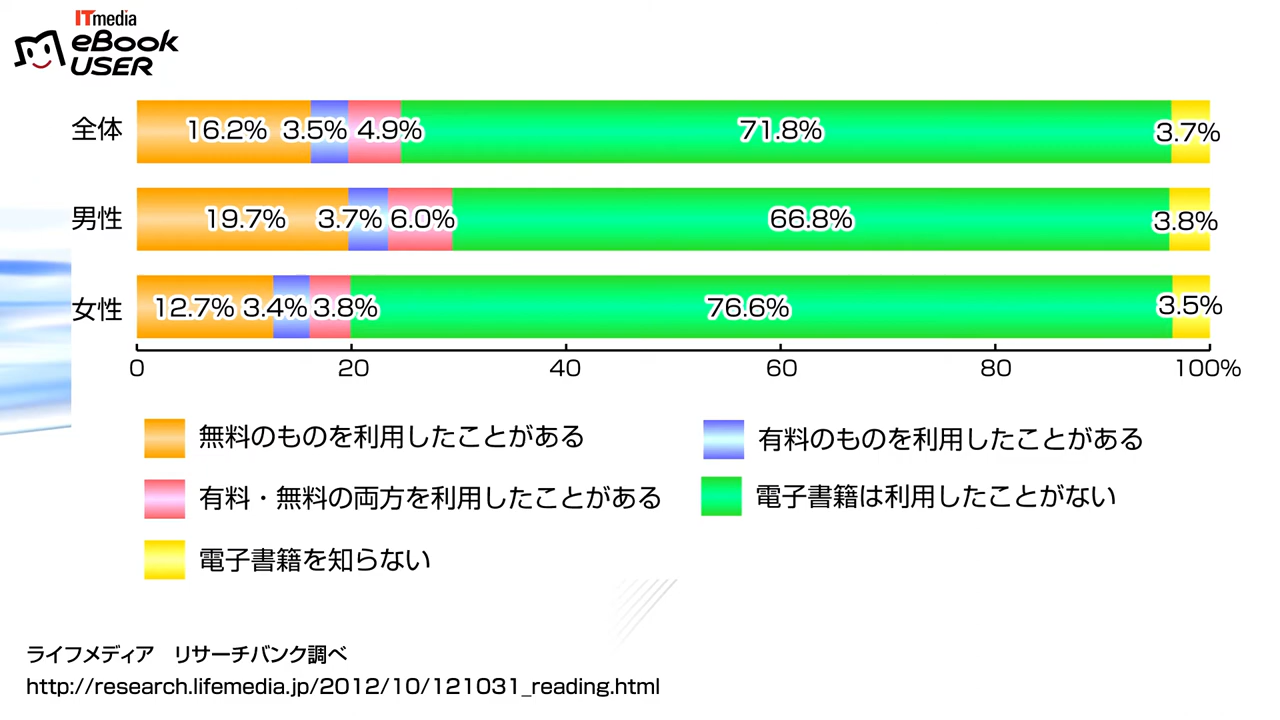 ITmedia
eBook
USER
全体 16.2% 3.5% 4.9% 71.8% 3.7%
男性 19.7% 3.7% 6.0% 66.8% 3.8%
女性 12.7% 3.4% 3.8% 76.6% 3.5%
0 20 40 60 80 100%
無料のものを利用したことがある
有料のものを利用したことがある
有料・無料の両方を利用したことがある
電子書籍は利用したことがない
電子書籍を知らない
ライフメディア　リサーチバンク調べ
http://research.lifemedia.jp/2012/10/121031_reading.html